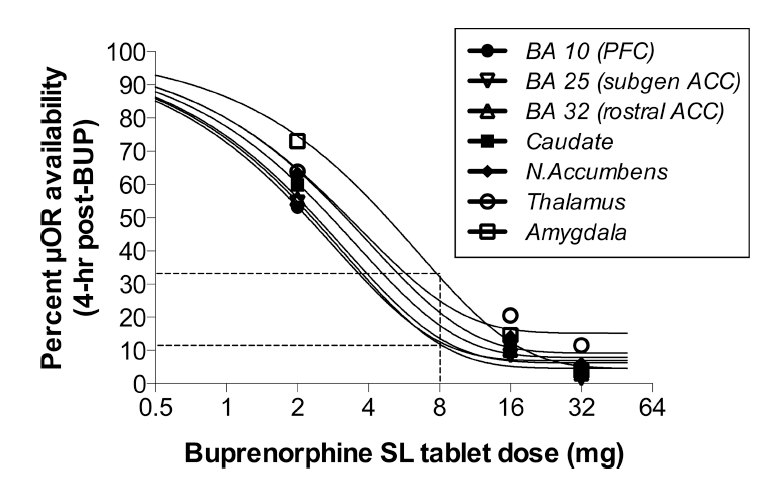 Percent μOR availability
(4-hr post-BUP)
100
90
80
70
60
50
40
30
20
10
0
0.5 1 2 4 8 16 32 64
Buprenorphine SL tablet dose (mg)
BA 10 (PFC)
BA 25 (subgen ACC)
BA 32 (rostral ACC)
Caudate
N.Accumbens
Thalamus
Amygdala